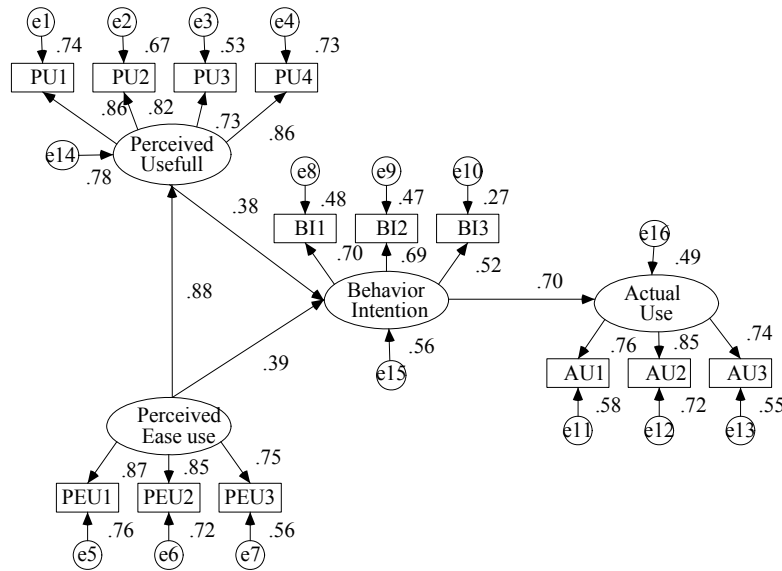 e1 e2 e3 e4
.74 .67 .53 .73
PU1 PU2 PU3 PU4
.86 .82 .73 .86
Perceived
Usefull
e14
.78
e8 e9 e10
.48 .47 .27
BI1 BI2 BI3
.38
.70 .69 .52
e16
.49
Behavior
Intention
.70
Actual
Use
.88
.39
.56
e15
.76 .85 .74
AU1 AU2 AU3
.58 .72 .55
e11 e12 e13
Perceived
Ease use
.87 .85 .75
PEU1 PEU2 PEU3
.76 .72 .56
e5 e6 e7